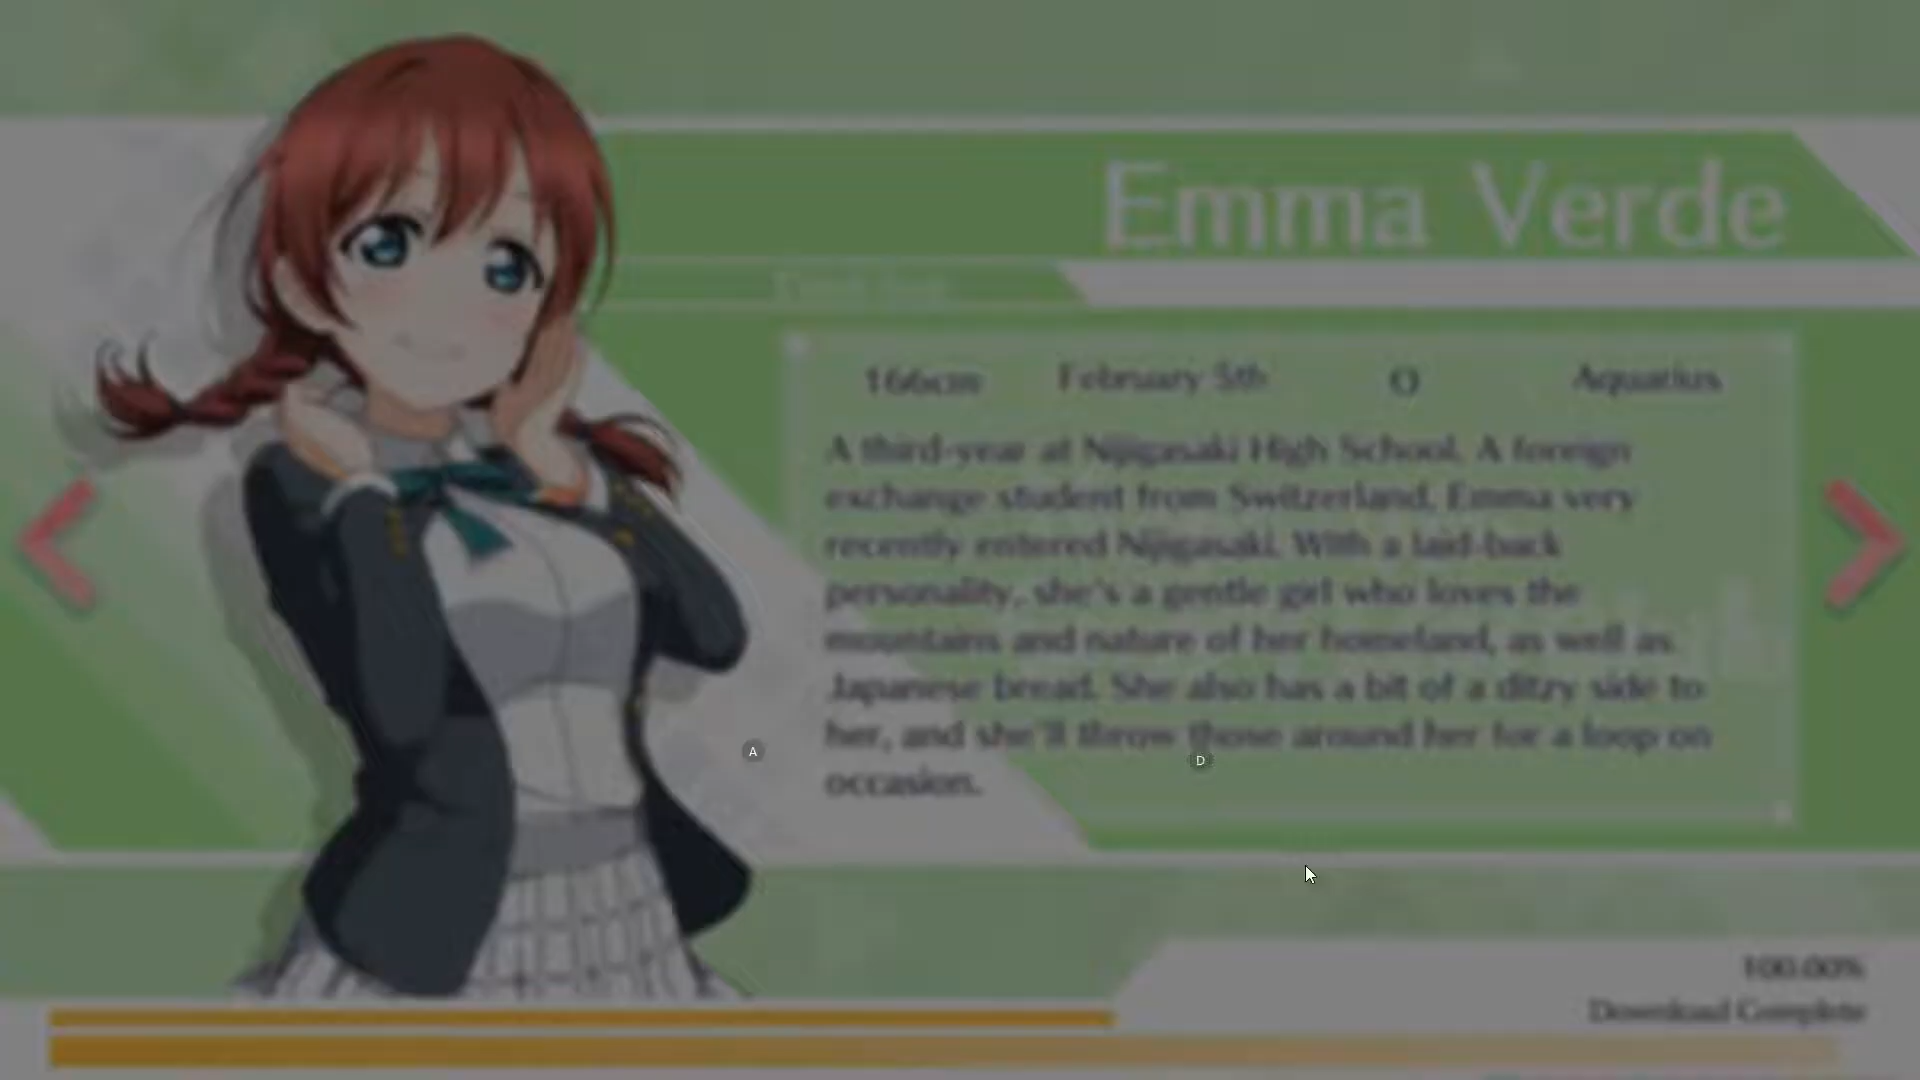 Emma Verde
166cm February 5th O Aquarius
A third-year at Nijigasaki High School. A foreign
exchange student from Switzerland, Emma very
recently entered Nijigasaki. With a laid-back
personality, she's a gentle girl who loves the
mountains and nature of her homeland, as well as
Japanese bread. She also has a bit of a ditzy side to
her, and she'll throw those around her for a loop on
occasion.
A
D
100.00%
Download Complete